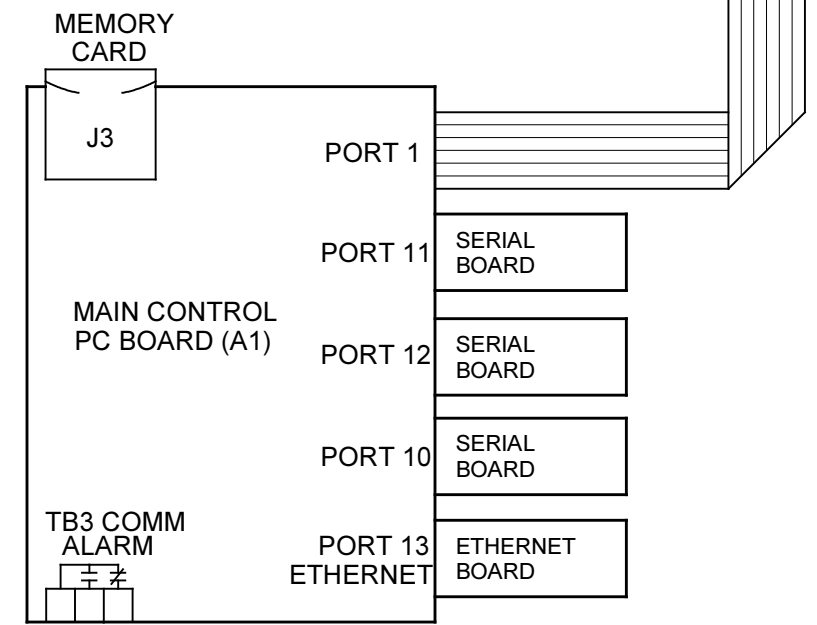 MEMORY
CARD
J3
PORT 1
PORT 11
SERIAL
BOARD
MAIN CONTROL
PC BOARD (A1)
PORT 12
SERIAL
BOARD
PORT 10
SERIAL
BOARD
TB3 COMM
ALARM
PORT 13
ETHERNET
ETHERNET
BOARD